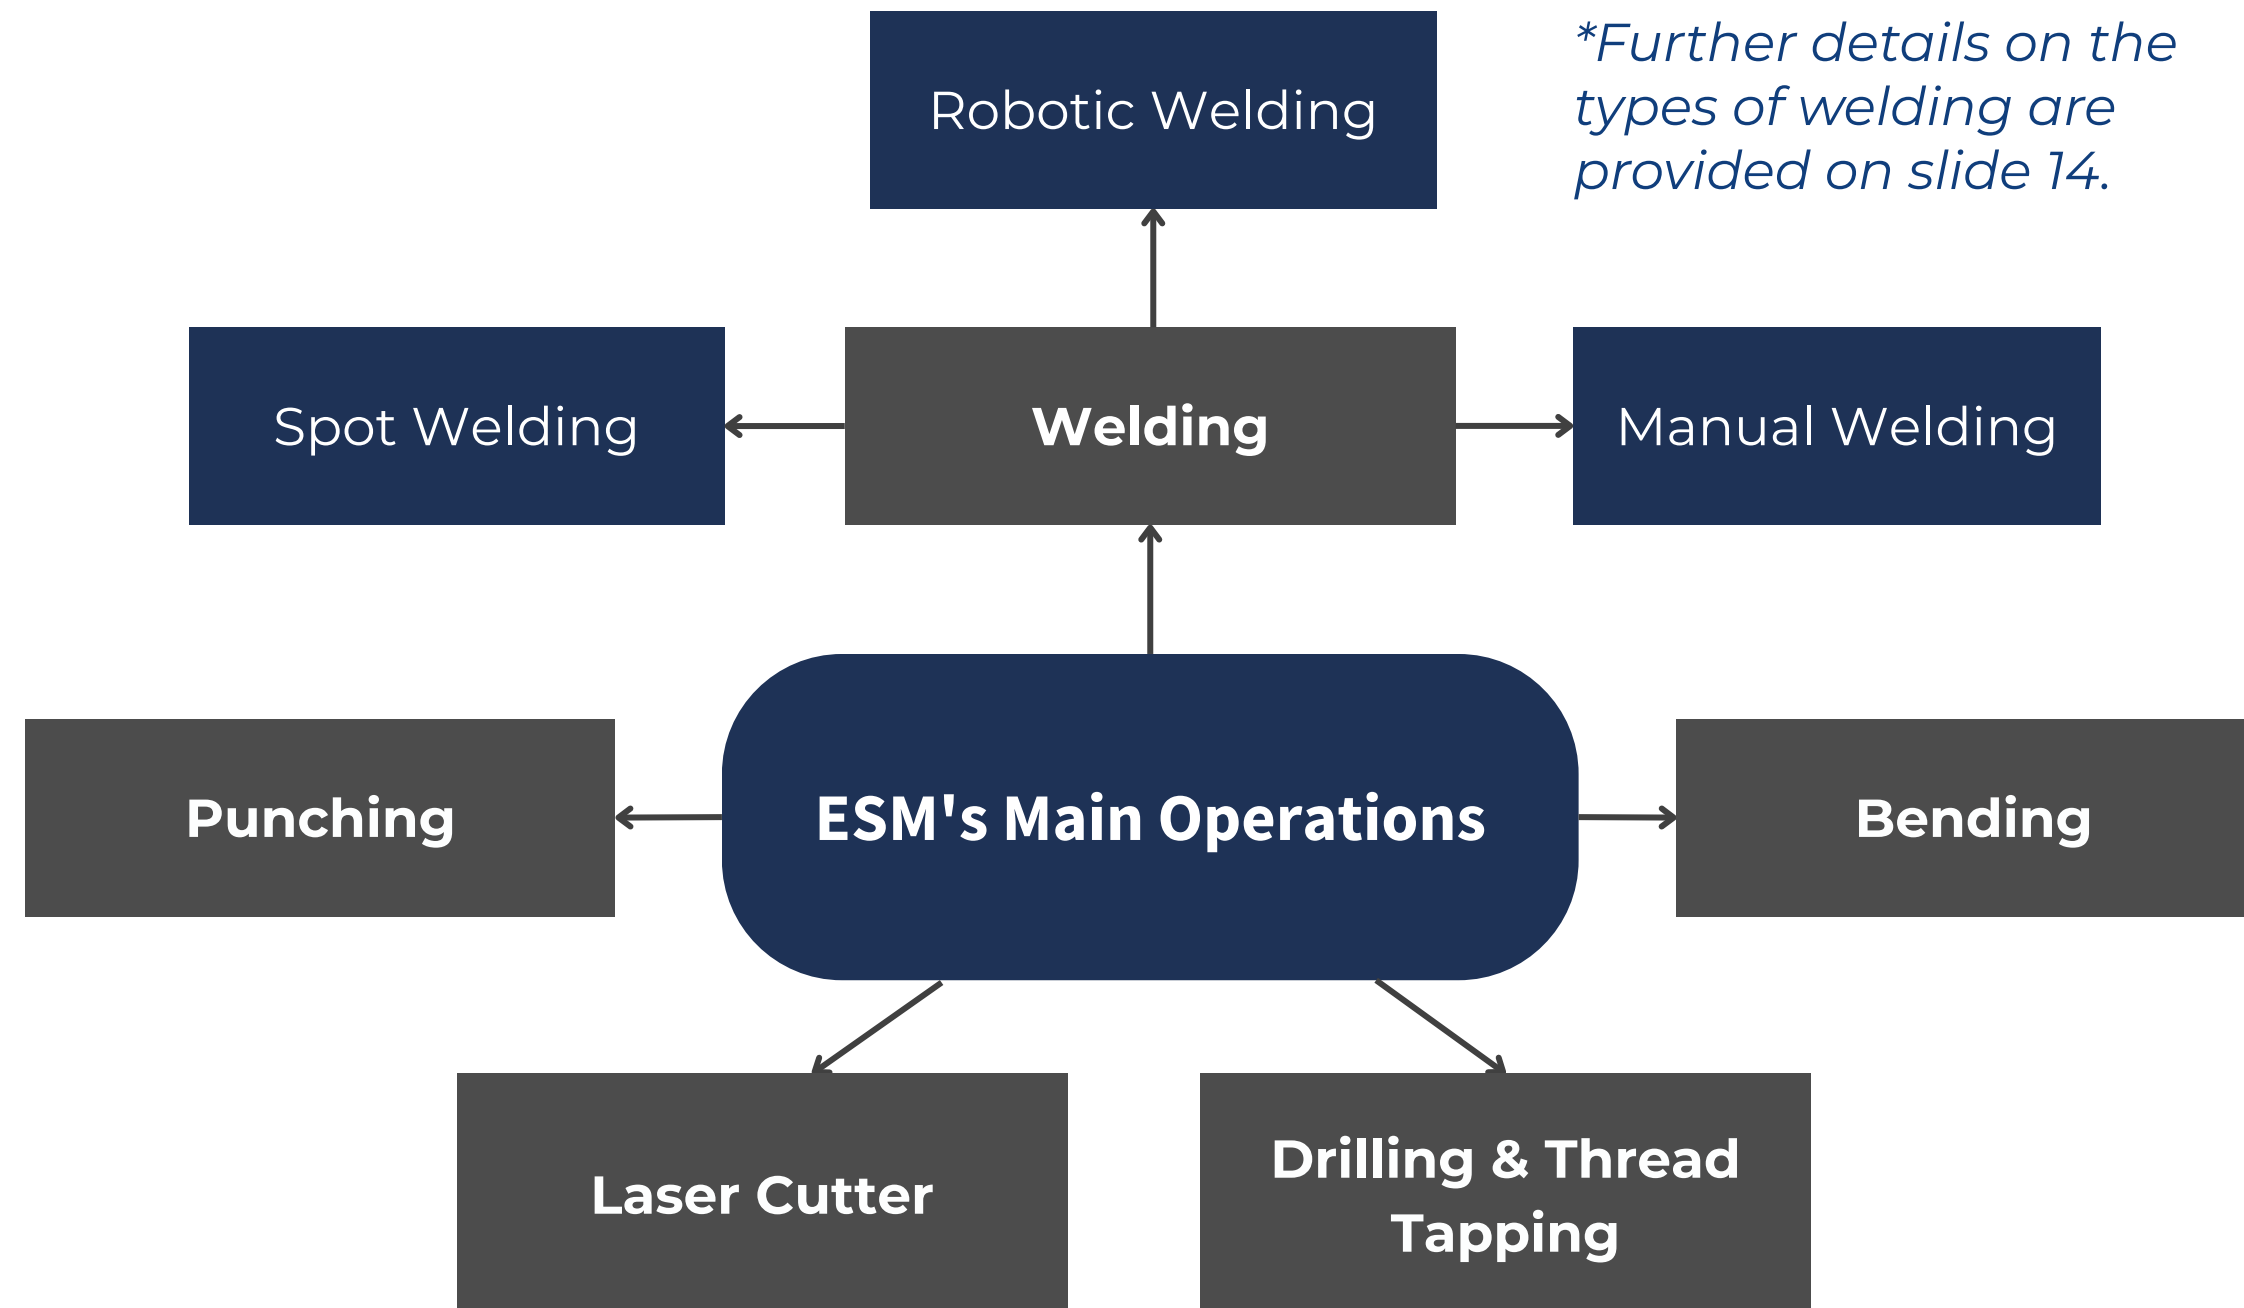 Robotic Welding
*Further details on the
types of welding are
provided on slide 14.
Spot Welding
Welding
Manual Welding
Punching
ESM's Main Operations
Bending
Laser Cutter
Drilling & Thread
Tapping